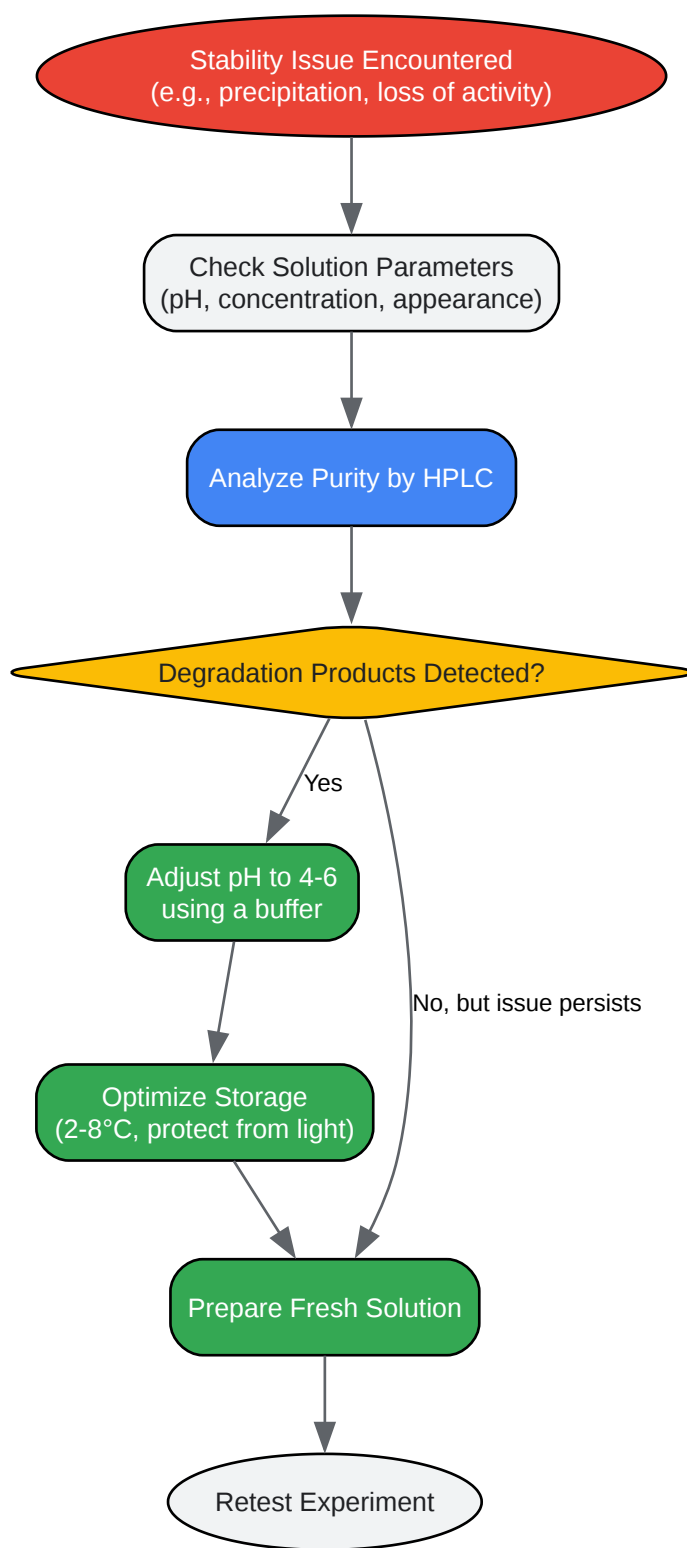 Stability Issue Encountered
(e.g., precipitation, loss of activity)
Check Solution Parameters
(pH, concentration, appearance)
Analyze Purity by HPLC
Degradation Products Detected?
Yes
Adjust pH to 4-6
using a buffer
No, but issue persists
Optimize Storage
(2-8°C, protect from light)
Prepare Fresh Solution
Retest Experiment